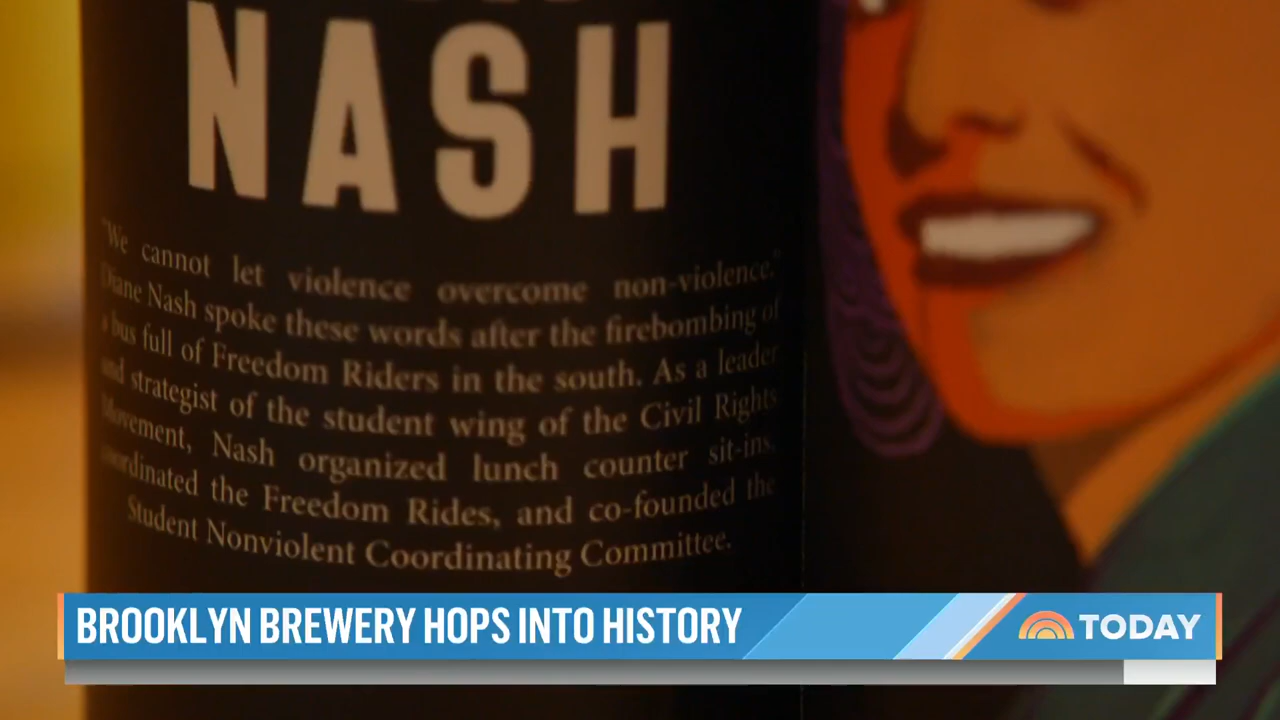 NASH
"We cannot let violence overcome non-violence."
Diane Nash spoke these words after the firebombing of
a bus full of Freedom Riders in the south. As a leader
and strategist of the student wing of the Civil Rights
Movement, Nash organized lunch counter sit-ins,
coordinated the Freedom Rides, and co-founded the
Student Nonviolent Coordinating Committee.
BROOKLYN BREWERY HOPS INTO HISTORY
TODAY